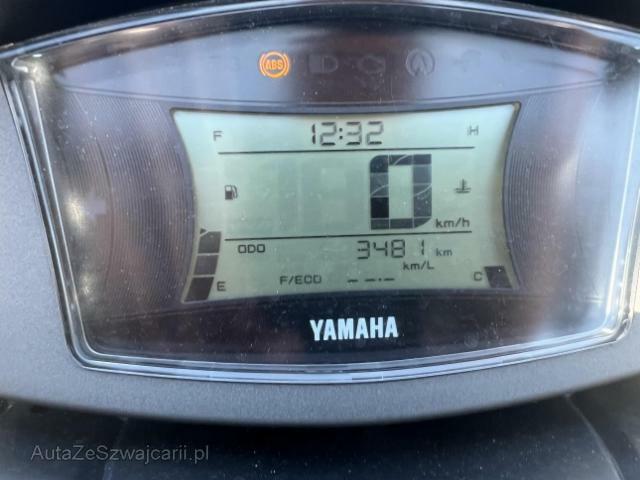 ABS
F 12:32 H
0 km/h
ODO 3481 km
km/L
E F/ECO --.- C
YAMAHA
AutaZeSzwajcarii.pl